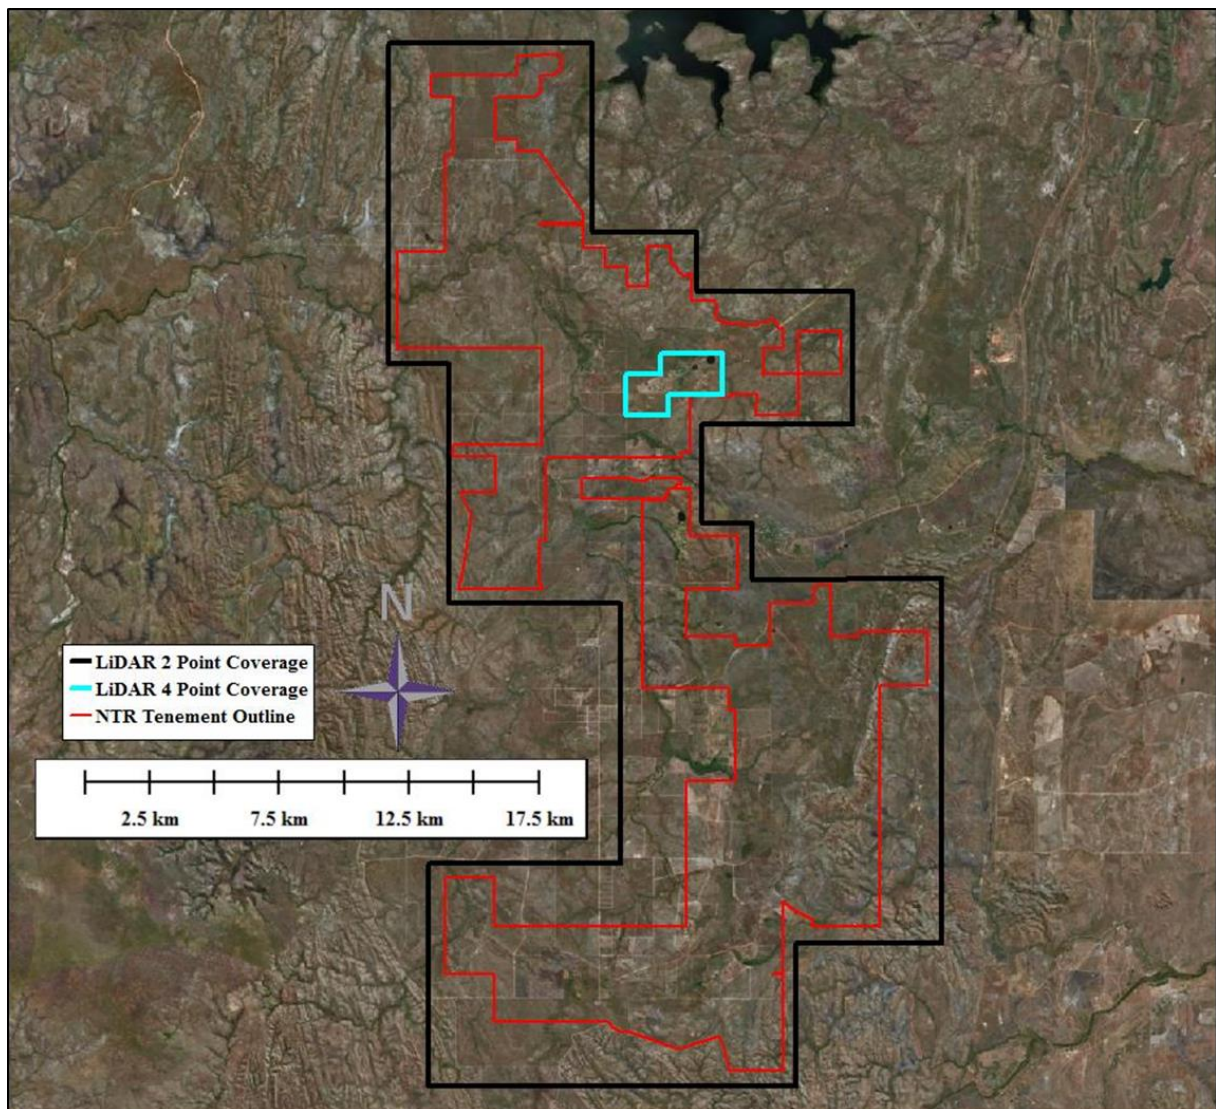 N
LiDAR 2 Point Coverage
LiDAR 4 Point Coverage
NTR Tenement Outline
2.5 km 7.5 km 12.5 km 17.5 km